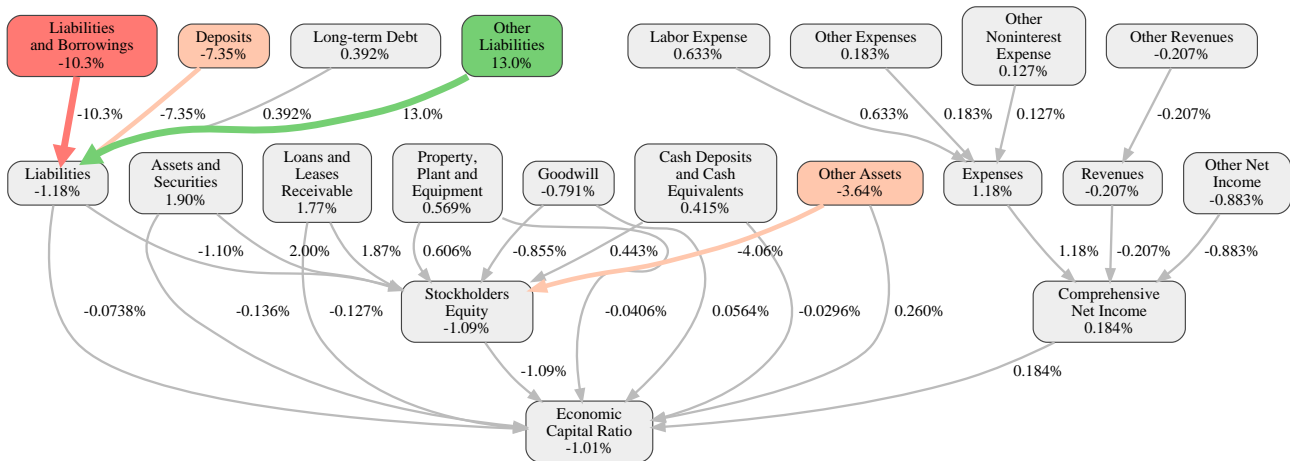 Liabilities
and Borrowings
-10.3%
Deposits
-7.35%
Long-term Debt
0.392%
Other
Liabilities
13.0%
Labor Expense
0.633%
Other Expenses
0.183%
Other
Noninterest
Expense
0.127%
Other Revenues
-0.207%
-10.3%
-7.35%
0.392%
13.0%
0.633%
0.183%
0.127%
-0.207%
Liabilities
-1.18%
Assets and
Securities
1.90%
Loans and
Leases
Receivable
1.77%
Property,
Plant and
Equipment
0.569%
Goodwill
-0.791%
Cash Deposits
and Cash
Equivalents
0.415%
Other Assets
-3.64%
Expenses
1.18%
Revenues
-0.207%
Other Net
Income
-0.883%
-1.10%
2.00%
1.87%
0.606%
-0.855%
0.443%
-4.06%
1.18%
-0.207%
-0.883%
Stockholders
Equity
-1.09%
Comprehensive
Net Income
0.184%
-0.0738%
-0.136%
-0.127%
-0.0406%
0.0564%
-0.0296%
0.260%
-1.09%
0.184%
Economic
Capital Ratio
-1.01%